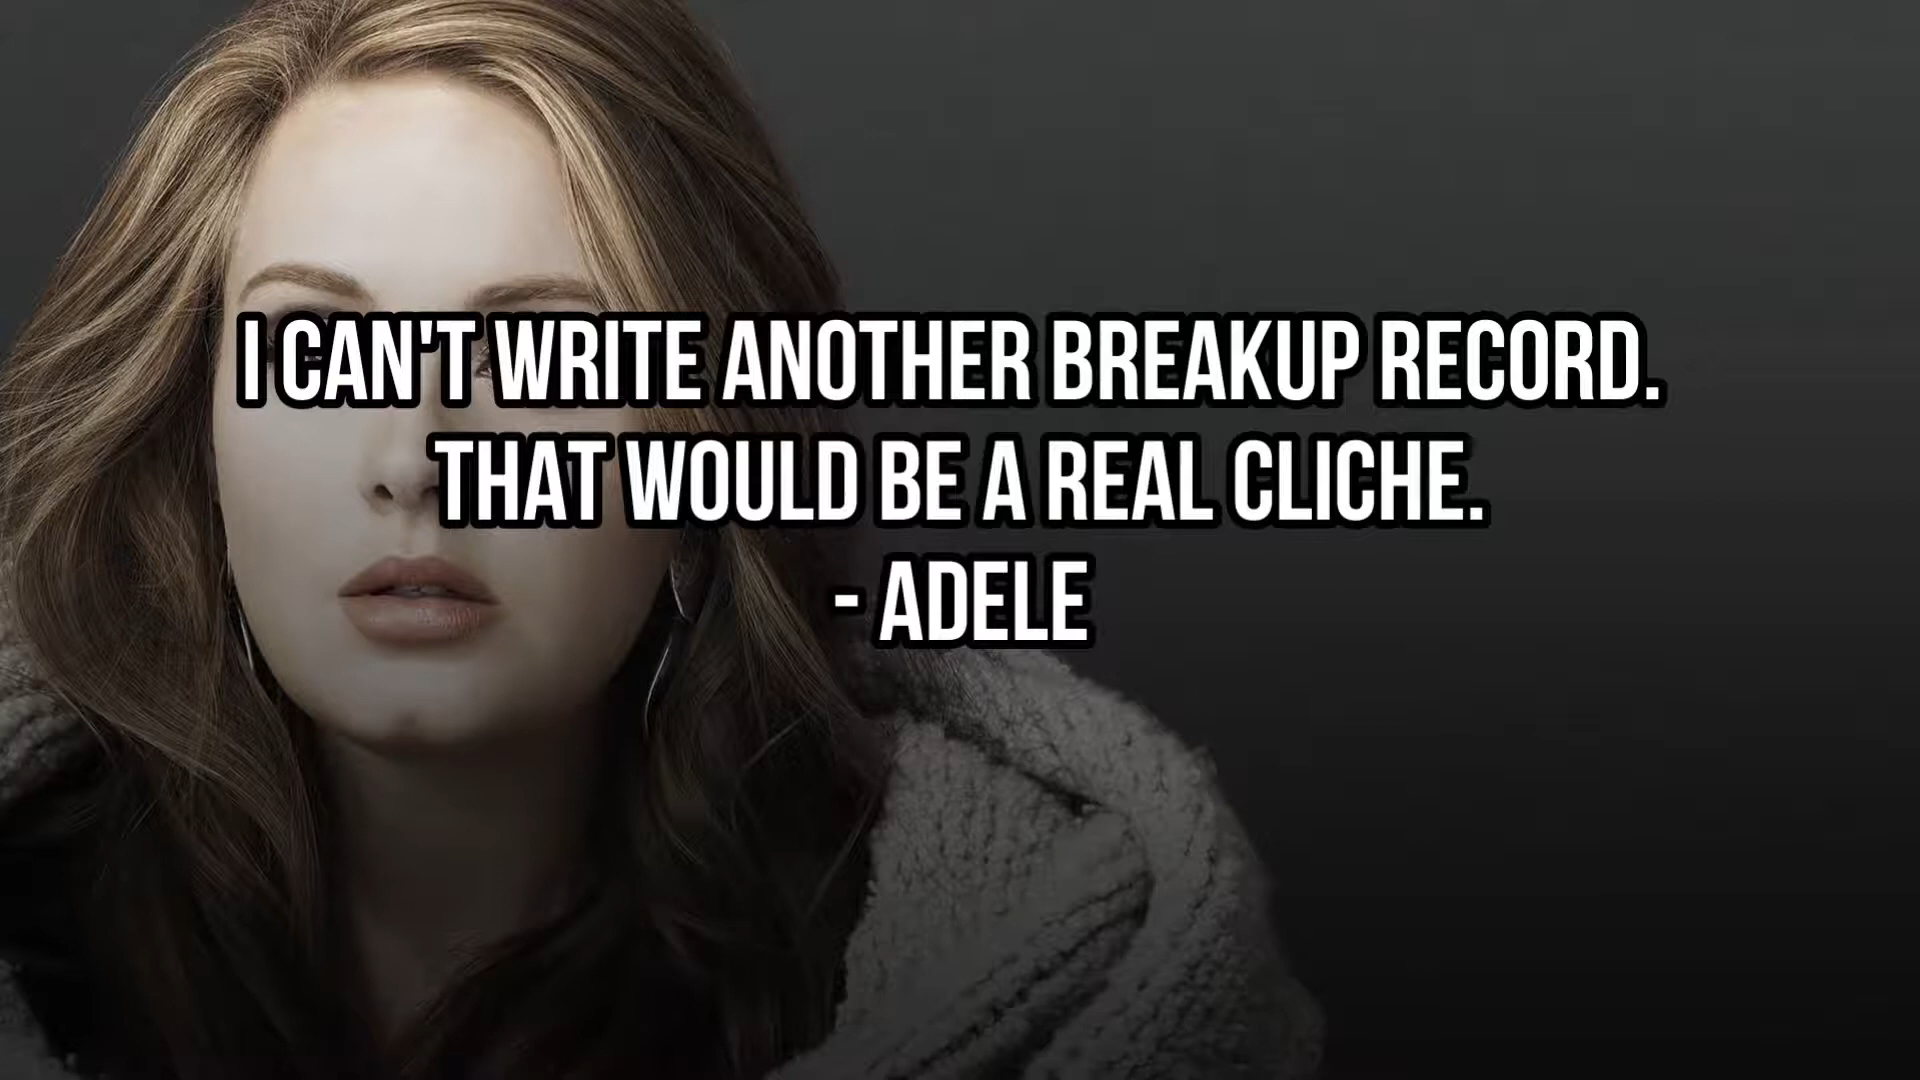 I CAN'T WRITE ANOTHER BREAKUP RECORD.
THAT WOULD BE A REAL CLICHE.
- ADELE